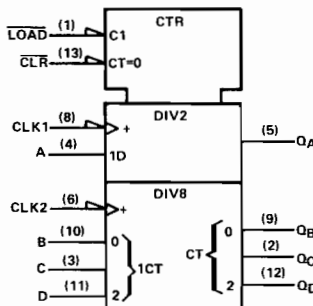 CTR
LOAD (1) C1
CLR (13) CT=0
DIV2
CLK1 (8) +
(5) QA
A (4) 1D
DIV8
CLK2 (6) +
B (10) 0
C (3) 1CT
D (11) 2
CT 0 (9) QB
(2) QC
2 (12) QD